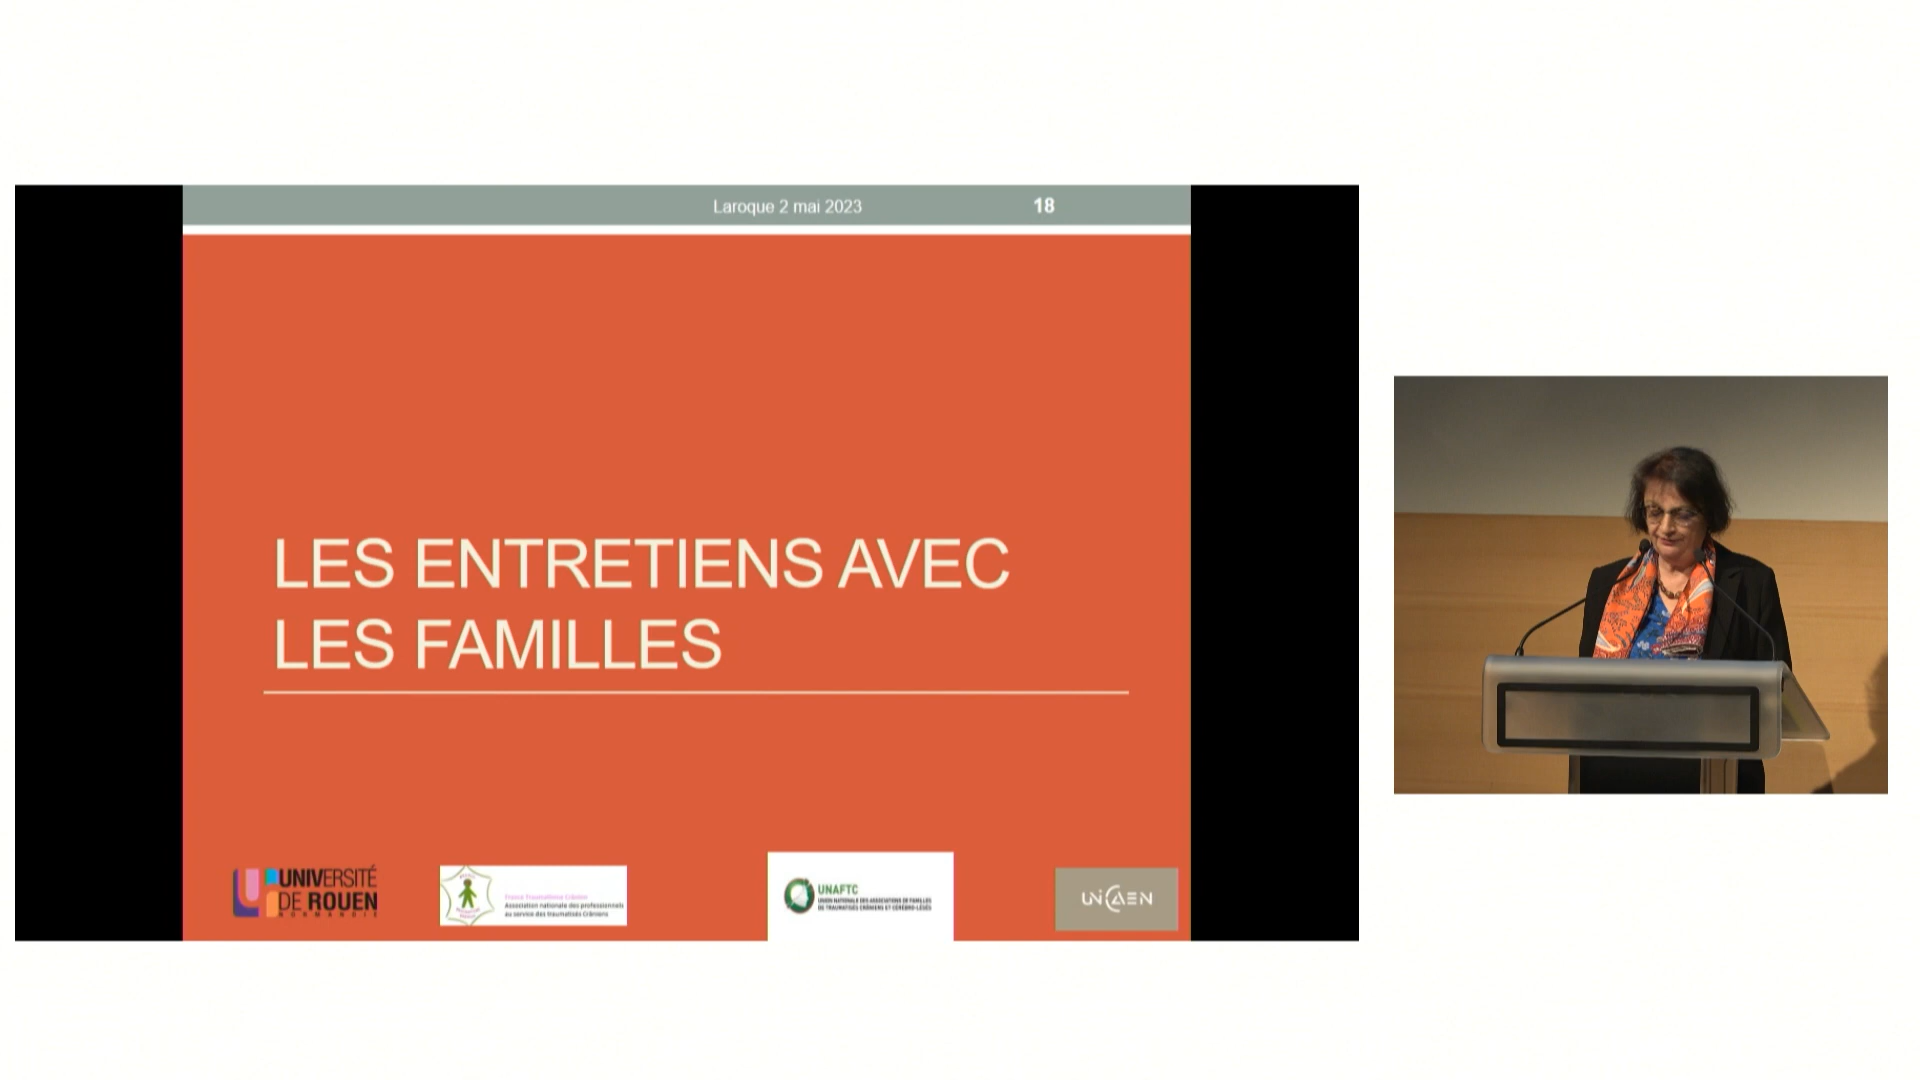 Laroque 2 mai 2023
18
LES ENTRETIENS AVEC
LES FAMILLES
UNIVERSITÉ
DE ROUEN
NORMANDIE
France Traumatisme Crânien
Association nationale des professionnels
au service des traumatisés Crâniens
UNAFTC
UNION NATIONALE DES ASSOCIATIONS DE FAMILLES
DE TRAUMATISÉS CRÂNIENS ET CÉRÉBRO-LÉSÉS
UNICAEN